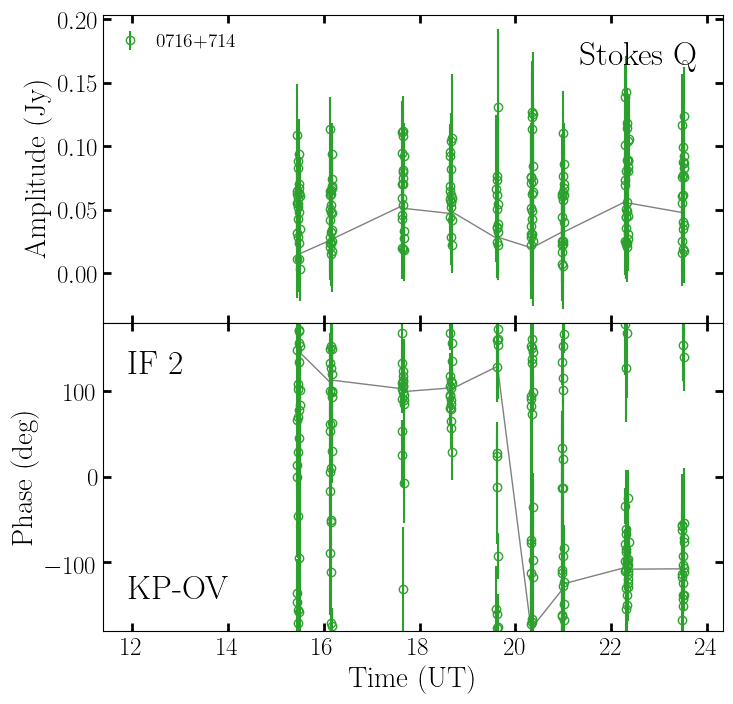 0.20
0716+714
Stokes Q
0.15
0.10
0.05
0.00
Amplitude (Jy)
IF 2
100
0
−100
Phase (deg)
KP-OV
12 14 16 18 20 22 24
Time (UT)